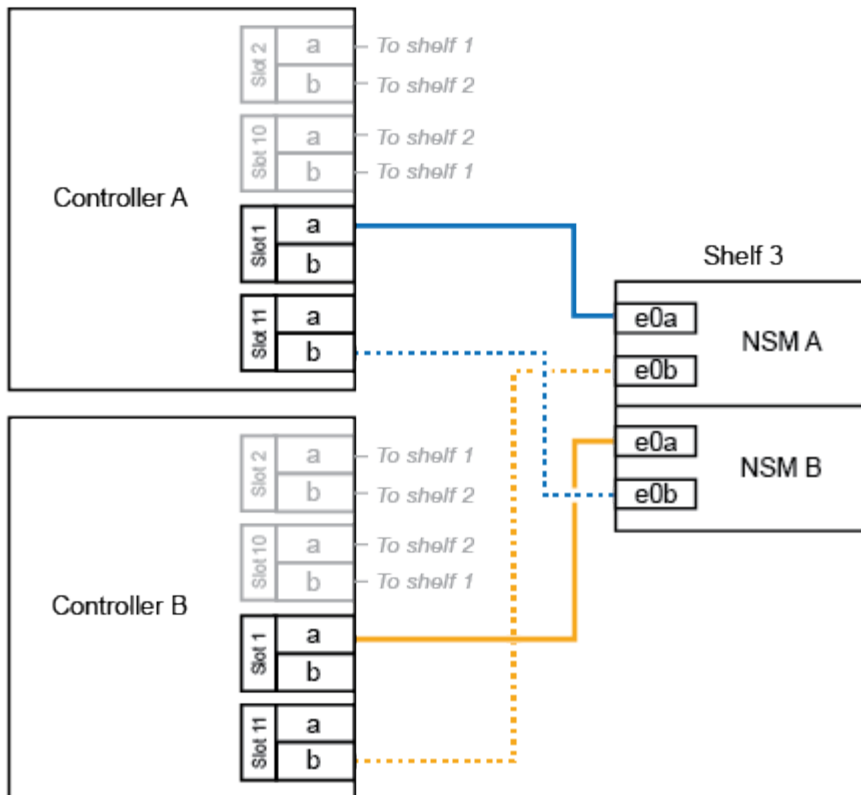 Controller A
Slot 2
a
To shelf 1
b
To shelf 2
Slot 10
a
To shelf 2
b
To shelf 1
Slot 1
a
b
Slot 11
a
b
Shelf 3
NSM A
e0a
e0b
NSM B
e0a
e0b
Controller B
Slot 2
a
To shelf 1
b
To shelf 2
Slot 10
a
To shelf 2
b
To shelf 1
Slot 1
a
b
Slot 11
a
b